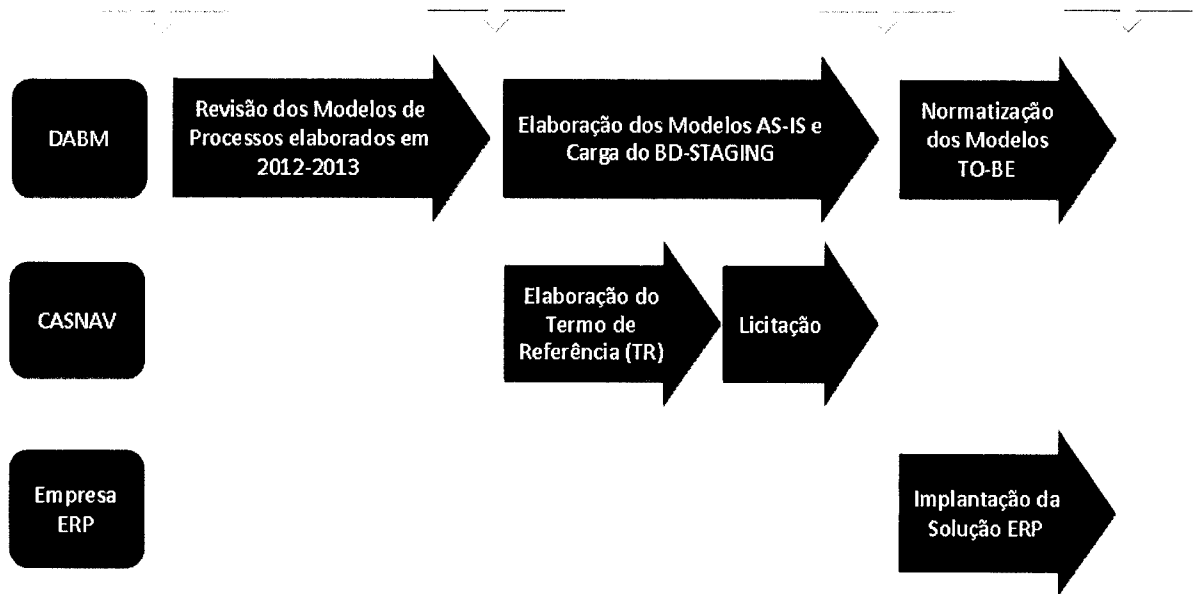 DABM
Revisão dos Modelos de
Processos elaborados em
2012-2013
Elaboração dos Modelos AS-IS e
Carga do BD-STAGING
Normatização
dos Modelos
TO-BE
CASNAV
Elaboração do
Termo de
Referência (TR)
Licitação
Empresa
ERP
Implantação da
Solução ERP